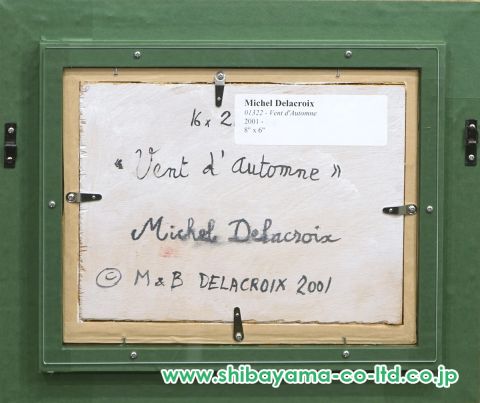 Michel Delacroix
01322 - Vent d'Automne
2001 -
8" x 6"
16 x 2
« Vent d' Automne »
Michel Delacroix
© M & B DELACROIX 2001
www.shibayama-co-ltd.co.jp